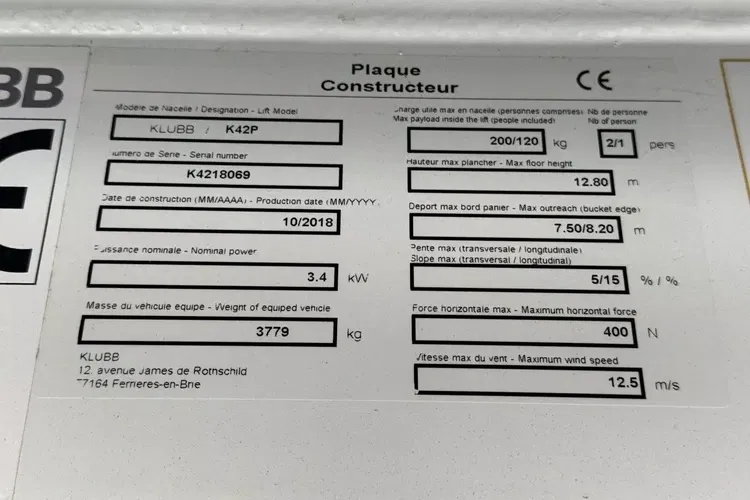 BB
Plaque
Constructeur
CE
Modèle de Nacelle / Designation - Lift Model
KLUBB / K42P
Numero de Serie - Serial number
K4218069
Date de construction (MM/AAAA) - Production date (MM/YYYY)
10/2018
Puissance nominale - Nominal power
3.4 kW
Masse du vehicule equipe - Weight of equiped vehicle
3779 kg
KLUBB
12, avenue James de Rothschild
77164 Ferrieres-en-Brie
Charge utile max en nacelle (personnes comprises) Nb de personne
Max payload inside the lift (people included) Nb of person
200/120 kg 2/1 pers
Hauteur max plancher - Max floor height
12.80 m
Deport max bord panier - Max outreach (bucket edge)
7.50/8.20 m
Pente max (transversale / longitudinale)
Slope max (transversal / longitudinal)
5/15 % / %
Force horizontale max - Maximum horizontal force
400 N
Vitesse max du vent - Maximum wind speed
12.5 m/s